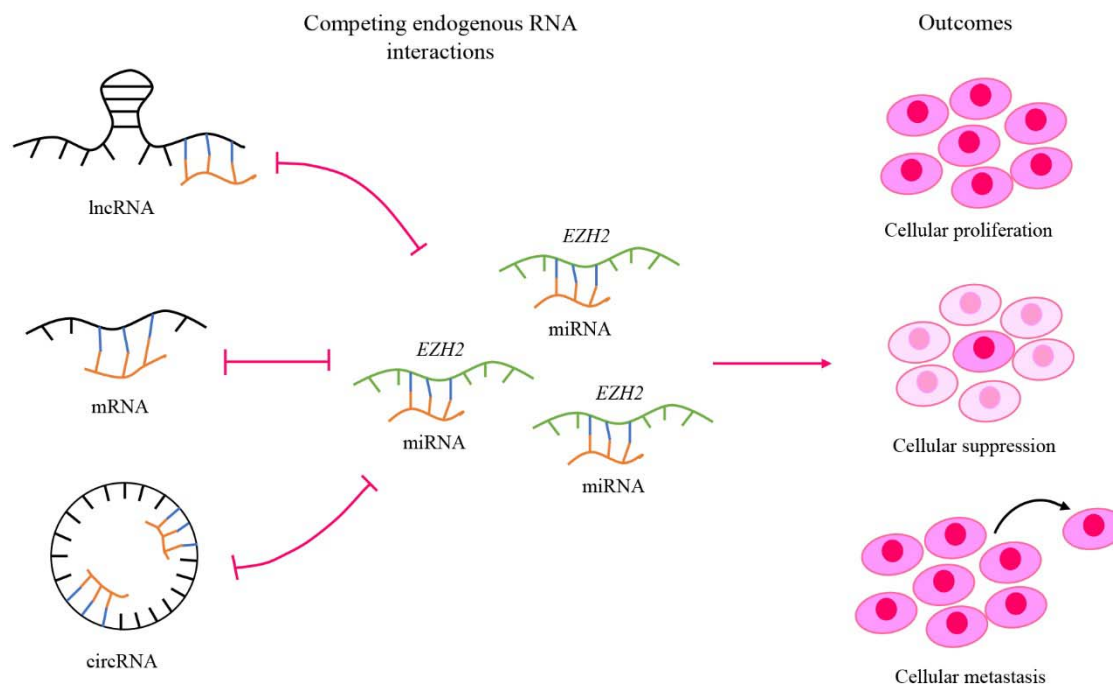 Competing endogenous RNA
interactions
Outcomes
lncRNA
mRNA
circRNA
EZH2
miRNA
EZH2
miRNA
EZH2
miRNA
Cellular proliferation
Cellular suppression
Cellular metastasis